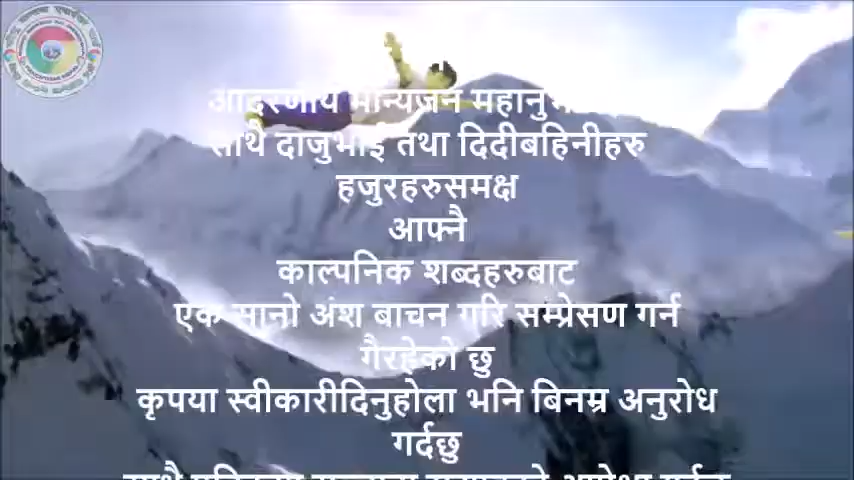 आदरणीय मान्यजन
साथै दाजुभाई तथा दिदीबहिनीहरु
हजुरहरुसमक्ष
आफ्नै
काल्पनिक शब्दहरुबाट
एक सानो अंश बाचन गरि सम्प्रेसण गर्न
गैरहेको छु
कृपया स्वीकारीदिनुहोला भनि बिनम्र अनुरोध
गर्दछु